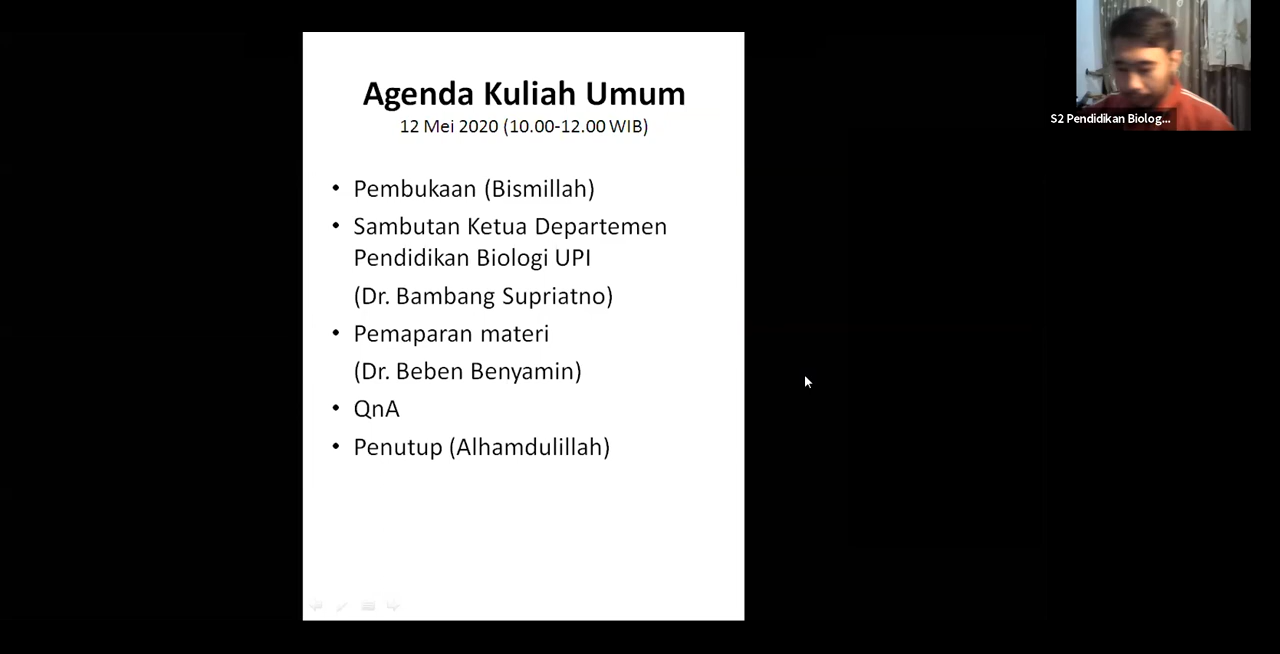 Agenda Kuliah Umum
12 Mei 2020 (10.00-12.00 WIB)
• Pembukaan (Bismillah)
• Sambutan Ketua Departemen
Pendidikan Biologi UPI
(Dr. Bambang Supriatno)
• Pemaparan materi
(Dr. Beben Benyamin)
• QnA
• Penutup (Alhamdulillah)
S2 Pendidikan Biolog...